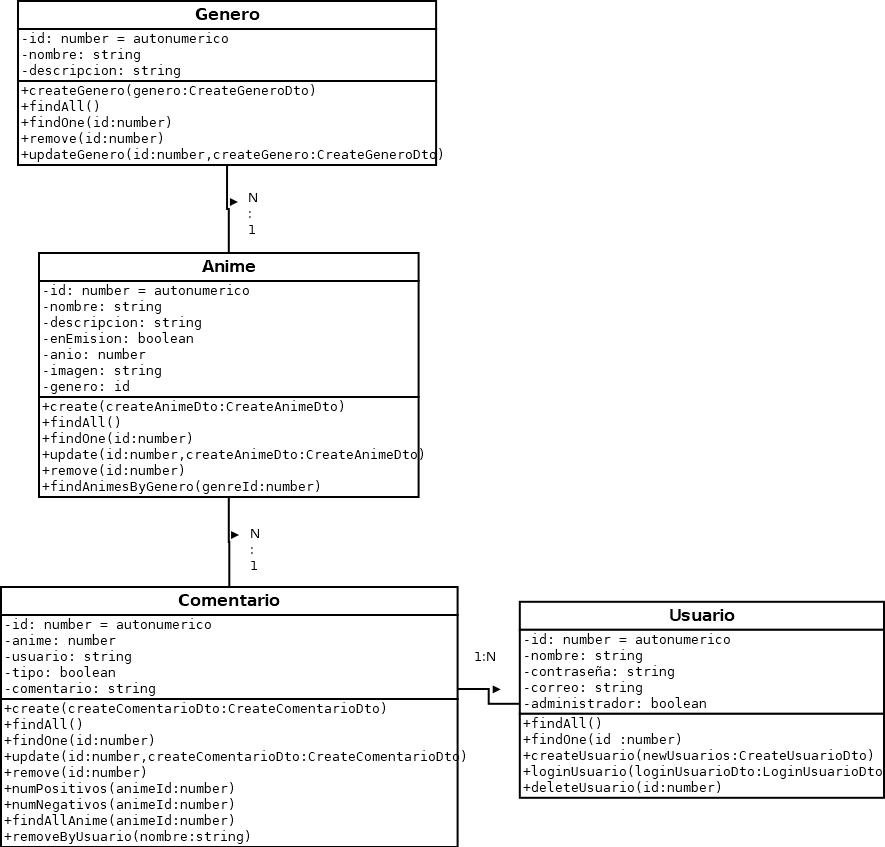 Genero
-id: number = autonumerico
-nombre: string
-descripcion: string
+createGenero(genero:CreateGeneroDto)
+findAll()
+findOne(id:number)
+remove(id:number)
+updateGenero(id:number,createGenero:CreateGeneroDto)
N
:
1
Anime
-id: number = autonumerico
-nombre: string
-descripcion: string
-enEmision: boolean
-anio: number
-imagen: string
-genero: id
+create(createAnimeDto:CreateAnimeDto)
+findAll()
+findOne(id:number)
+update(id:number,createAnimeDto:CreateAnimeDto)
+remove(id:number)
+findAnimesByGenero(genreId:number)
N
:
1
Comentario
-id: number = autonumerico
-anime: number
-usuario: string
-tipo: boolean
-comentario: string
+create(createComentarioDto:CreateComentarioDto)
+findAll()
+findOne(id:number)
+update(id:number,createComentarioDto:CreateComentarioDto)
+remove(id:number)
+numPositivos(animeId:number)
+numNegativos(animeId:number)
+findAllAnime(animeId:number)
+removeByUsuario(nombre:string)
1:N
Usuario
-id: number = autonumerico
-nombre: string
-contraseña: string
-correo: string
-administrador: boolean
+findAll()
+findOne(id :number)
+createUsuario(newUsuarios:CreateUsuarioDto)
+loginUsuario(loginUsuarioDto:LoginUsuarioDto
+deleteUsuario(id:number)